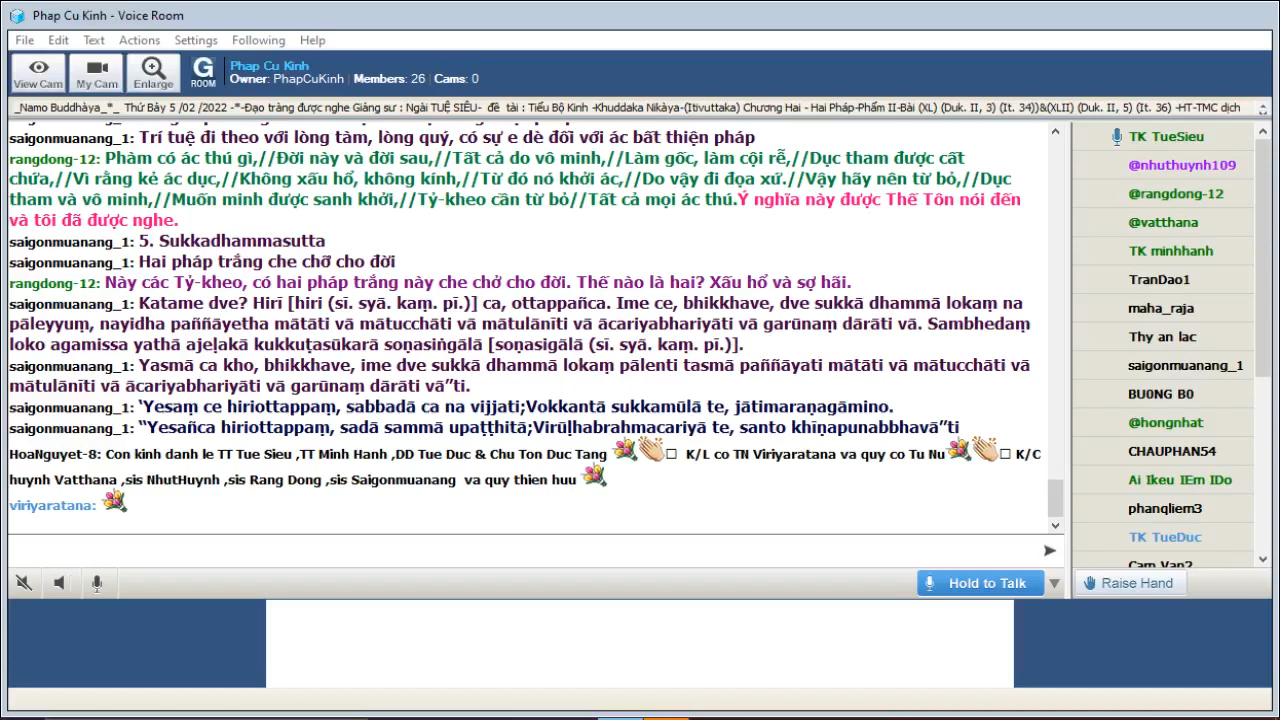 Phap Cu Kinh - Voice Room
File Edit Text Actions Settings Following Help
View Cam My Cam Enlarge G ROOM
Phap Cu Kinh
Owner: PhapCuKinh | Members: 26 | Cams: 0
_Namo Buddhàya_*_ Thứ Bảy 5 /02 /2022 -*-Đạo tràng được nghe Giảng sư : Ngài TUỆ SIÊU- đề tài : Tiểu Bộ Kinh -Khuddaka Nikàya-(Itivuttaka) Chương Hai - Hai Pháp-Phẩm II-Bài (XL) (Duk. II, 3) (It. 34))&(XLII) (Duk. II, 5) (It. 36) -HT-TMC dịch
saigonmuanang_1: Trí tuệ đi theo với lòng tàm, lòng quý, có sự e dè đối với ác bất thiện pháp
rangdong-12: Phàm có ác thú gì,//Đời này và đời sau,//Tất cả do vô minh,//Làm gốc, làm cội rễ,//Dục tham được cất
chứa,//Vì rằng kẻ ác dục,//Không xấu hổ, không kính,//Từ đó nó khởi ác,//Do vậy đi đọa xứ.//Vậy hãy nên từ bỏ,//Dục
tham và vô minh,//Muốn minh được sanh khởi,//Tỷ-kheo cần từ bỏ//Tất cả mọi ác thú.Ý nghĩa này được Thế Tôn nói đến
và tôi đã được nghe.
saigonmuanang_1: 5. Sukkadhammasutta
saigonmuanang_1: Hai pháp trắng che chỡ cho đời
rangdong-12: Này các Tỷ-kheo, có hai pháp trắng này che chở cho đời. Thế nào là hai? Xấu hổ và sợ hãi.
saigonmuanang_1: Katame dve? Hirī [hiri (sī. syā. kaṃ. pī.)] ca, ottappañca. Ime ce, bhikkhave, dve sukkā dhammā lokaṃ na
pāleyyuṃ, nayidha paññāyetha mātāti vā mātucchāti vā mātulānīti vā ācariyabhariyāti vā garūnaṃ dārāti vā. Sambhedaṃ
loko agamissa yathā ajeḷakā kukkuṭasūkarā soṇasiṅgālā [soṇasigālā (sī. syā. kaṃ. pī.)].
saigonmuanang_1: Yasmā ca kho, bhikkhave, ime dve sukkā dhammā lokaṃ pālenti tasmā paññāyati mātāti vā mātucchāti vā
mātulānīti vā ācariyabhariyāti vā garūnaṃ dārāti vā”ti.
saigonmuanang_1: ‘Yesaṃ ce hiriottappaṃ, sabbadā ca na vijjati;Vokkantā sukkamūlā te, jātimaraṇagāmino.
saigonmuanang_1: “Yesañca hiriottappaṃ, sadā sammā upaṭṭhitā;Virūḷhabrahmacariyā te, santo khīṇapunabbhavā”ti
HoaNguyet-8: Con kinh danh le TT Tuê Sieu ,TT Minh Hanh ,DD Tue Duc & Chu Ton Duc Tang K/L co TN Viriyaratana va quy co Tu Nu K/C
huynh Vatthana ,sis NhutHuynh ,sis Rang Dong ,sis Saigonmuanang va quy thien huu
viriyaratana:
Hold to Talk
TK TueSieu
@nhuthuynh109
@rangdong-12
@vatthana
TK minhhanh
TranDao1
maha_raja
Thy an lac
saigonmuanang_1
BU0NG B0
@hongnhat
CHAUPHAN54
Ai Ikeu IEm IDo
phanqliem3
TK TueDuc
Cam Van2
Raise Hand